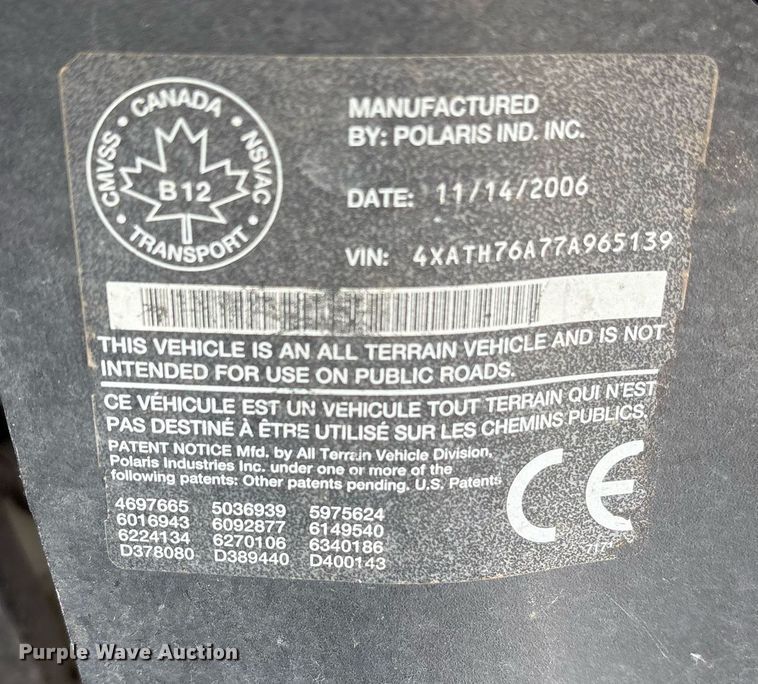 CANADA
CMVSS
NSVAC
B 12
TRANSPORT
MANUFACTURED
BY: POLARIS IND. INC.
DATE: 11/14/2006
VIN: 4XATH76A77A965139
THIS VEHICLE IS AN ALL TERRAIN VEHICLE AND IS NOT
INTENDED FOR USE ON PUBLIC ROADS.
CE VÉHICULE EST UN VEHICULE TOUT TERRAIN QUI N'EST
PAS DESTINÉ À ÊTRE UTILISÉ SUR LES CHEMINS PUBLICS.
PATENT NOTICE Mfd. by All Terrain Vehicle Division,
Polaris Industries Inc. under one or more of the
following patents: Other patents pending. U.S. Patents
4697665 5036939 5975624
6016943 6092877 6149540
6224134 6270106 6340186
D378080 D389440 D400143
CE
Purple Wave Auction